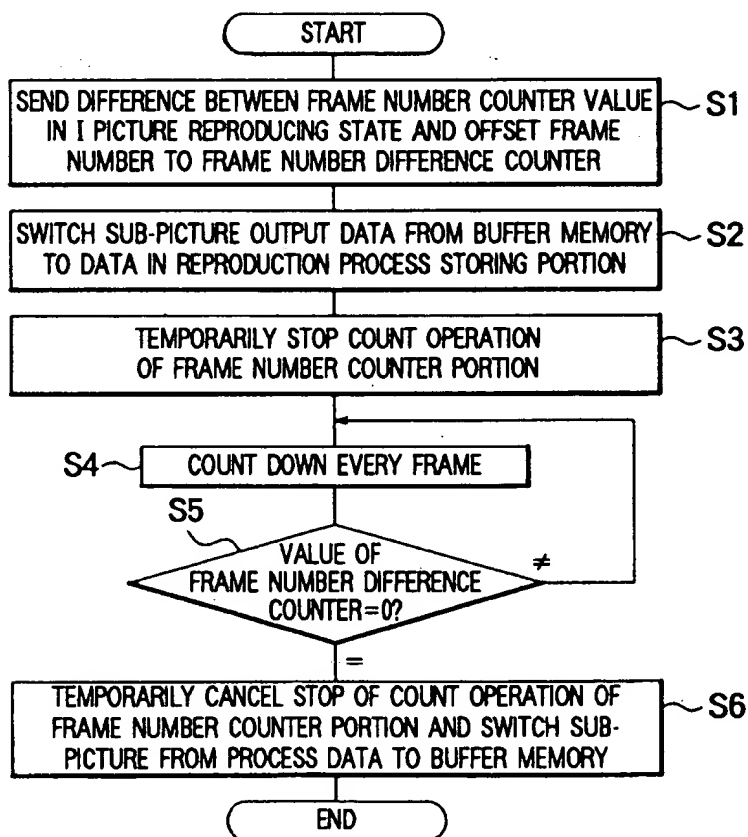 START
SEND DIFFERENCE BETWEEN FRAME NUMBER COUNTER VALUE
IN I PICTURE REPRODUCING STATE AND OFFSET FRAME
NUMBER TO FRAME NUMBER DIFFERENCE COUNTER
S1
SWITCH SUB-PICTURE OUTPUT DATA FROM BUFFER MEMORY
TO DATA IN REPRODUCTION PROCESS STORING PORTION
S2
TEMPORARILY STOP COUNT OPERATION
OF FRAME NUMBER COUNTER PORTION
S3
S4
COUNT DOWN EVERY FRAME
S5
VALUE OF
FRAME NUMBER DIFFERENCE
COUNTER=0?
≠
=
TEMPORARILY CANCEL STOP OF COUNT OPERATION OF
FRAME NUMBER COUNTER PORTION AND SWITCH SUB-
PICTURE FROM PROCESS DATA TO BUFFER MEMORY
S6
END